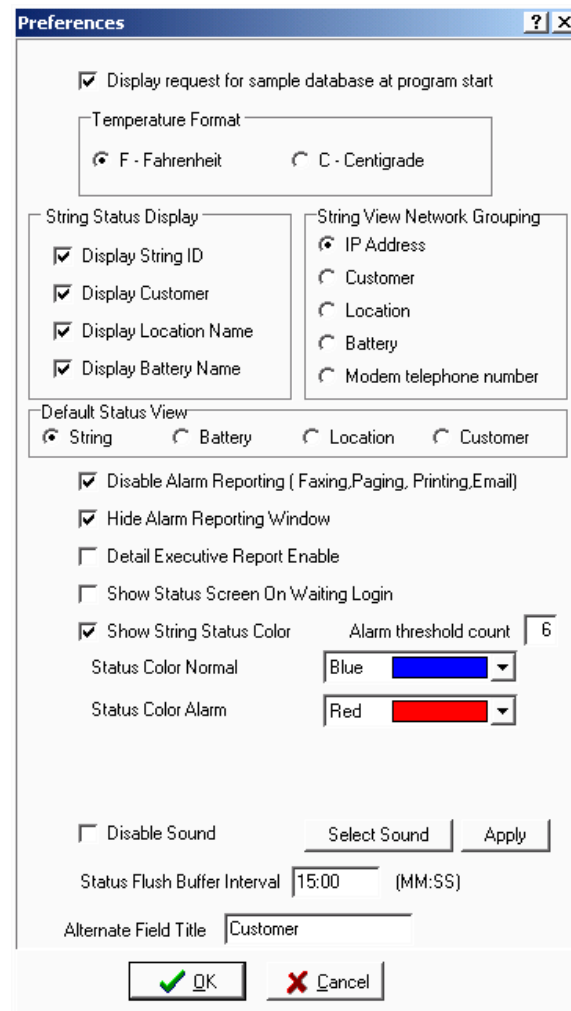 Preferences
Display request for sample database at program start
Temperature Format
F - Fahrenheit C - Centigrade
String Status Display
Display String ID
Display Customer
Display Location Name
Display Battery Name
String View Network Grouping
IP Address
Customer
Location
Battery
Modem telephone number
Default Status View
String Battery Location Customer
Disable Alarm Reporting ( Faxing,Paging, Printing,Email)
Hide Alarm Reporting Window
Detail Executive Report Enable
Show Status Screen On Waiting Login
Show String Status Color Alarm threshold count 6
Status Color Normal Blue
Status Color Alarm Red
Disable Sound Select Sound Apply
Status Flush Buffer Interval 15:00 (MM:SS)
Alternate Field Title Customer
OK Cancel